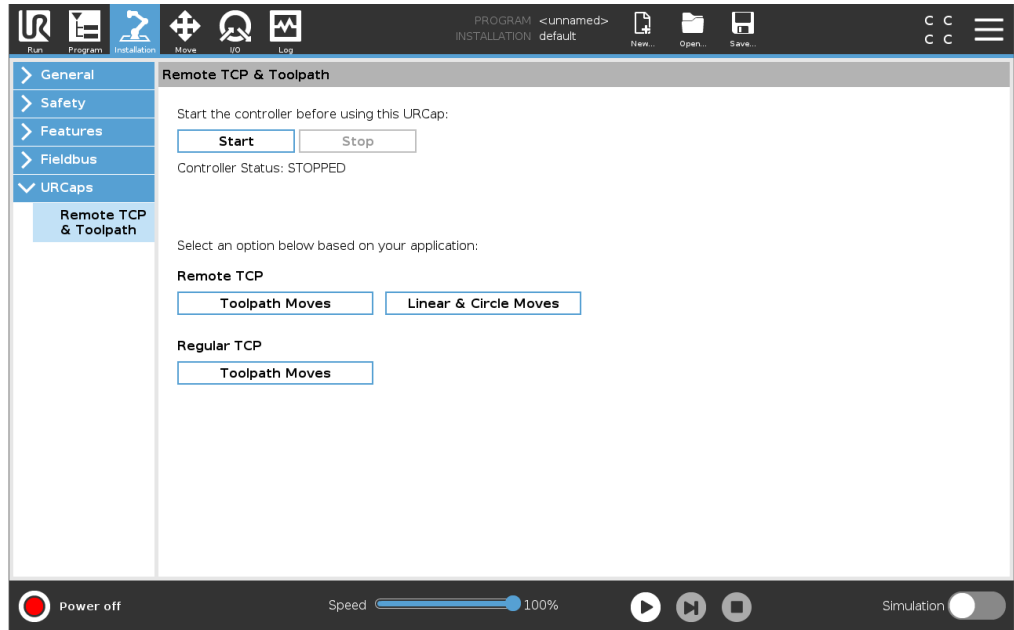 UR
PROGRAM <unnamed>
INSTALLATION default
C C
C C
Run Program Installation Move I/O Log New... Open... Save...
General
Safety
Features
Fieldbus
URCaps
Remote TCP
& Toolpath
Remote TCP & Toolpath
Start the controller before using this URCap:
Start Stop
Controller Status: STOPPED
Select an option below based on your application:
Remote TCP
Toolpath Moves Linear & Circle Moves
Regular TCP
Toolpath Moves
Power off Speed 100% Simulation